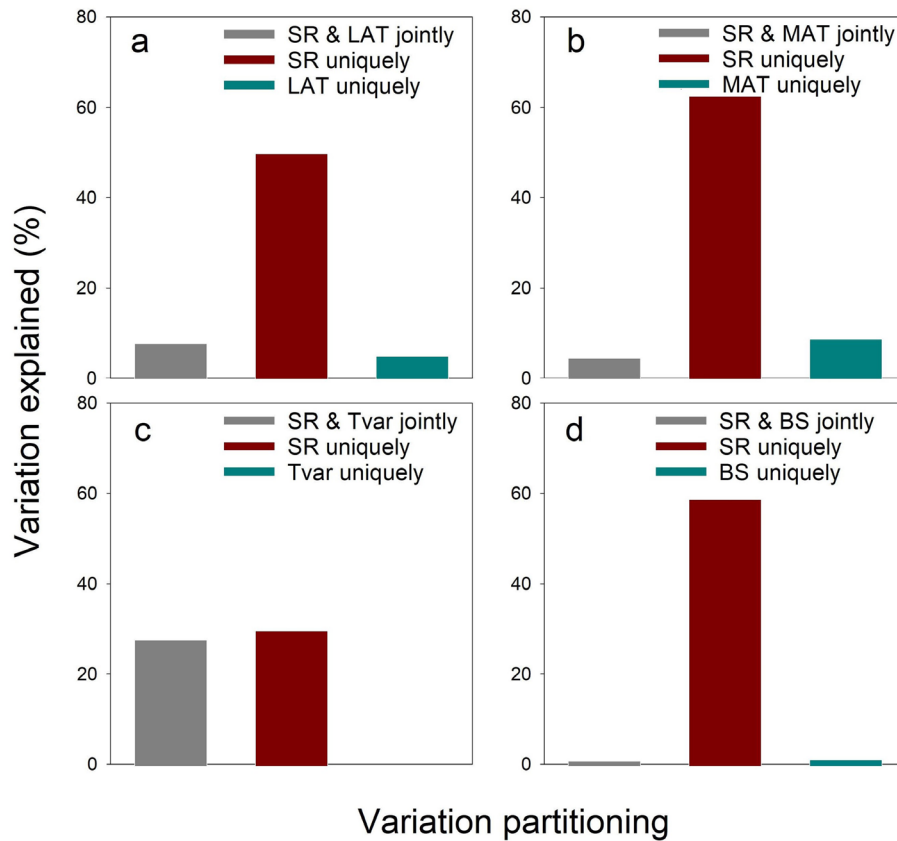 Variation explained (%)
a
SR & LAT jointly
SR uniquely
LAT uniquely
80
60
40
20
0
b
SR & MAT jointly
SR uniquely
MAT uniquely
80
60
40
20
0
c
SR & Tvar jointly
SR uniquely
Tvar uniquely
80
60
40
20
0
d
SR & BS jointly
SR uniquely
BS uniquely
80
60
40
20
0
Variation partitioning